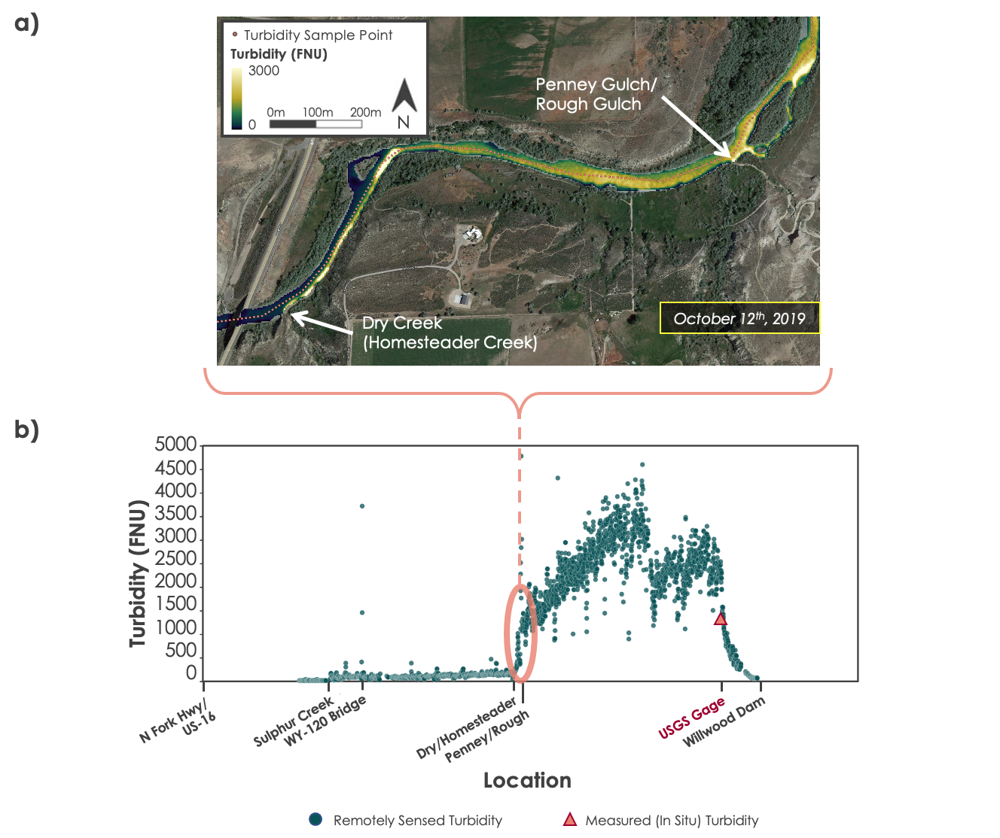 a)
Turbidity Sample Point
Turbidity (FNU)
3000
0
0m 100m 200m
N
Penney Gulch/
Rough Gulch
Dry Creek
(Homesteader Creek)
October 12th, 2019
b)
Turbidity (FNU)
5000
4500
4000
3500
3000
2500
2000
1500
1000
500
0
N Fork Hwy/
US-16
Sulphur Creek
WY-120 Bridge
Dry/Homesteader
Penney/Rough
USGS Gage
Willwood Dam
Location
Remotely Sensed Turbidity
Measured (In Situ) Turbidity